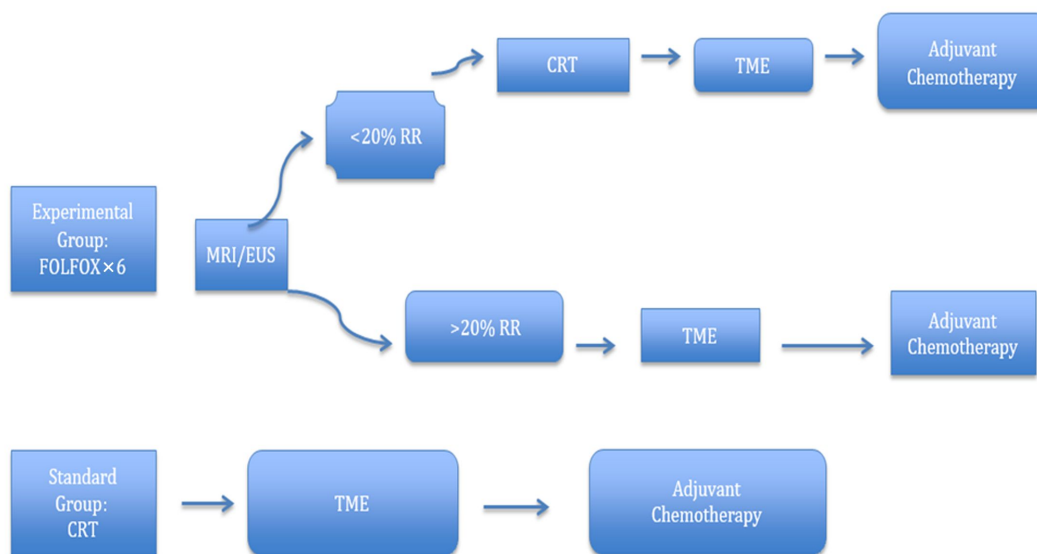 CRT
TME
Adjuvant
Chemotherapy
<20% RR
Experimental
Group:
FOLFOX×6
MRI/EUS
>20% RR
TME
Adjuvant
Chemotherapy
Standard
Group:
CRT
TME
Adjuvant
Chemotherapy